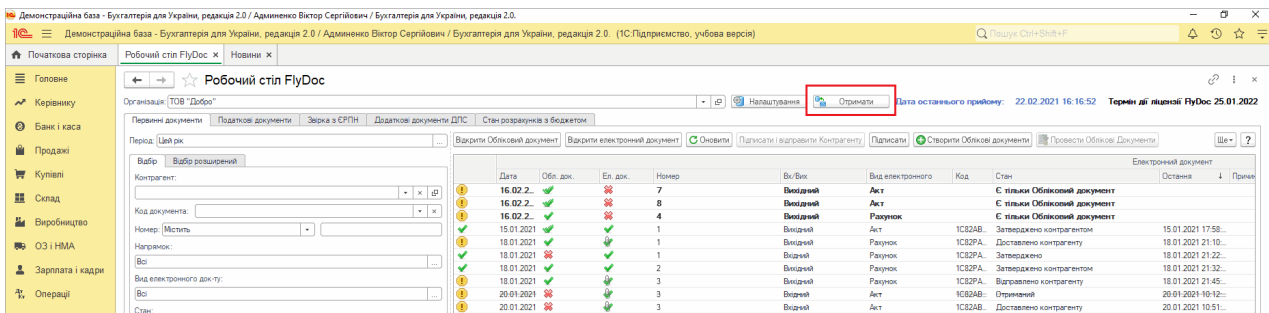 Демонстраційна база - Бухгалтерія для України, редакція 2.0 / Админенко Віктор Сергійович / Бухгалтерія для України, редакція 2.0.
Демонстраційна база - Бухгалтерія для України, редакція 2.0 / Админенко Віктор Сергійович / Бухгалтерія для України, редакція 2.0. (1С:Підприємство, учбова версія) Пошук Ctrl+Shift+F
Початкова сторінка Робочий стіл FlyDoc × Новини ×
Головне
Керівнику
Банк і каса
Продажі
Купівлі
Склад
Виробництво
ОЗ і НМА
Зарплата і кадри
Операції
Робочий стіл FlyDoc
Організація: ТОВ "Добро" Налаштування Отримати Дата останнього прийому: 22.02.2021 16:16:52 Термін дії ліцензії FlyDoc 25.01.2022
Первинні документи Податкові документи Звірка з ЄРПН Додаткові документи ДПС Стан розрахунків з бюджетом
Період: Цей рік ...
Відкрити Обліковий документ Відкрити електронний документ Оновити Підписати і відправити Контрагенту Підписати Створити Облікові документи Провести Облікові Документи Ще ?
Відбір Відбір розширений
Контрагент:
Код документа:
Номер: Містить
Напрямок:
Всі ...
Вид електронного док-ту:
Всі ...
Стан:
Електронний документ
Дата Обл. док. Ел. док. Номер Вх/Вих Вид електронного Код Стан Остання ↓ Причин
16.02.2... 7 Вихідний Акт Є тільки Обліковий документ
16.02.2... 8 Вихідний Акт Є тільки Обліковий документ
16.02.2... 4 Вихідний Рахунок Є тільки Обліковий документ
15.01.2021 1 Вихідний Акт 1C82AB... Затверджено контрагентом 15.01.2021 17:58:...
18.01.2021 1 Вихідний Рахунок 1C82PA... Доставлено контрагенту 18.01.2021 21:10:...
18.01.2021 1 Вхідний Рахунок 1C82PA... Затверджено 18.01.2021 21:22:...
18.01.2021 2 Вихідний Рахунок 1C82PA... Затверджено контрагентом 18.01.2021 21:32:...
18.01.2021 3 Вихідний Рахунок 1C82PA... Відправлено контрагенту 18.01.2021 21:45:...
20.01.2021 3 Вхідний Акт 1C82AB... Отриманий 20.01.2021 10:12:...
20.01.2021 3 Вхідний Акт 1C82AB... Доставлено контрагенту 20.01.2021 10:51:...